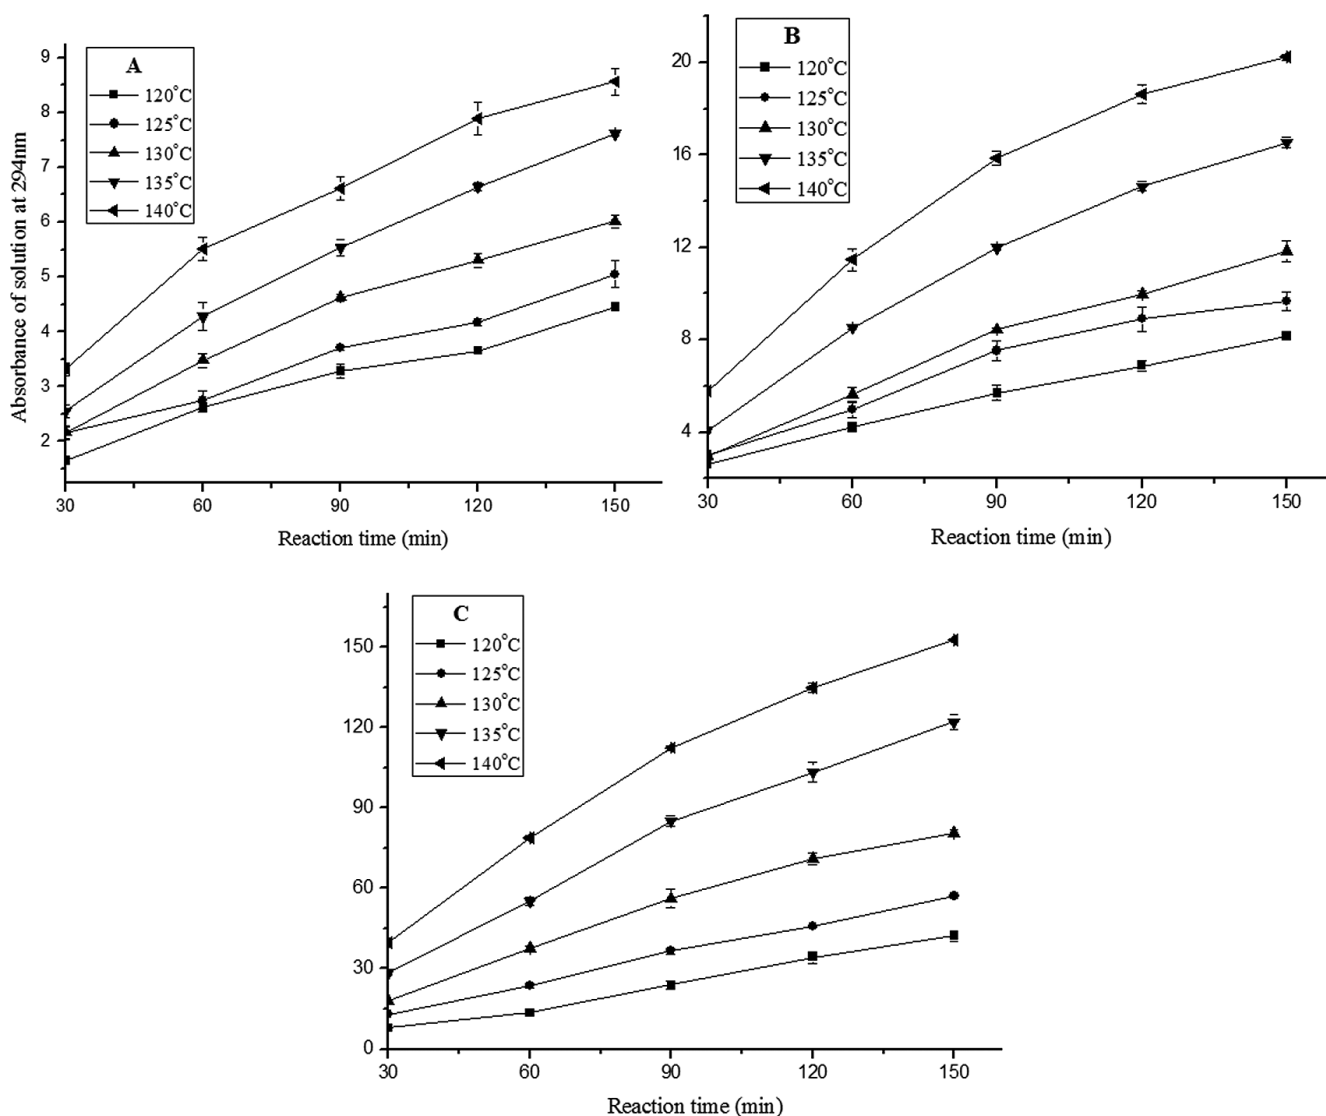 A
120°C
125°C
130°C
135°C
140°C
9
8
7
6
5
4
3
2
30 60 90 120 150
Absorbance of solution at 294nm
Reaction time (min)
B
120°C
125°C
130°C
135°C
140°C
20
16
12
8
4
30 60 90 120 150
Reaction time (min)
C
120°C
125°C
130°C
135°C
140°C
150
120
90
60
30
0
30 60 90 120 150
Reaction time (min)